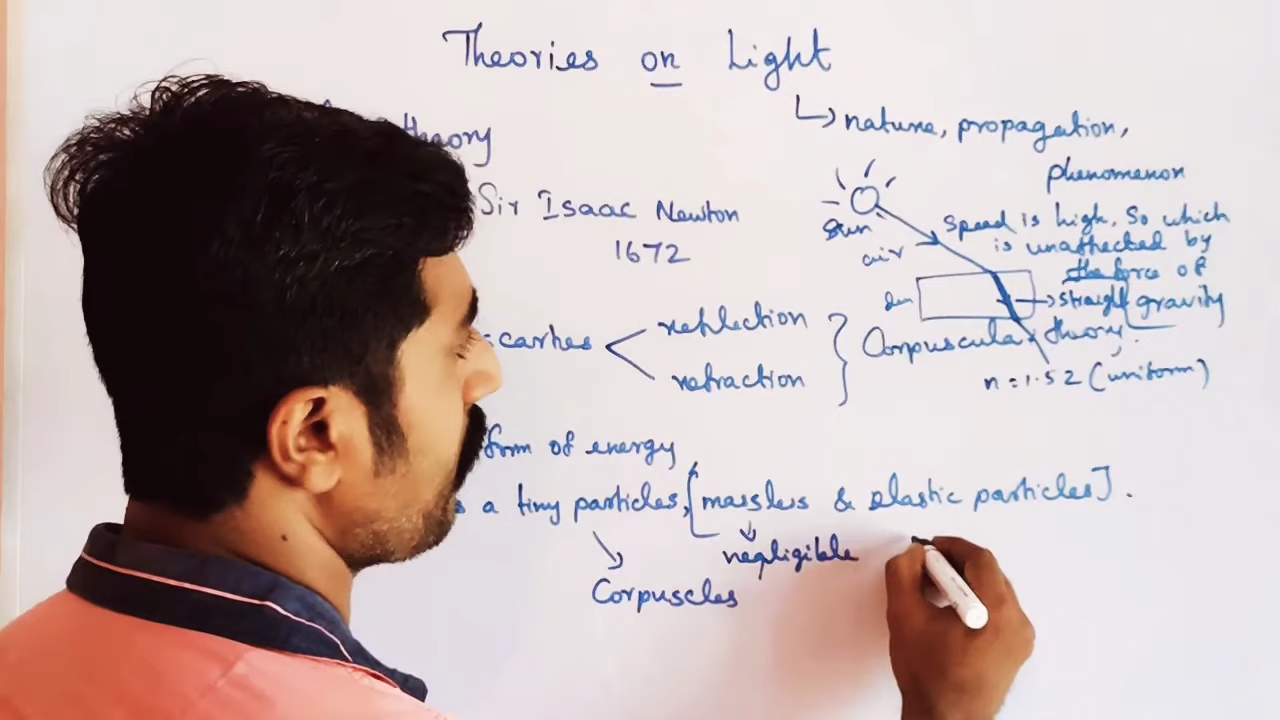 Theories on Light
theory
↳ nature, propagation,
phenomenon
Sir Isaac Newton
1672
Sun
air
Speed is high, So which
is unaffected by
the force of
gravity
straight
reflection
refraction
Corpuscular theory.
n = 1.52 (uniform)
form of energy
a tiny particles, [massless & elastic particles].
negligible
Corpuscles